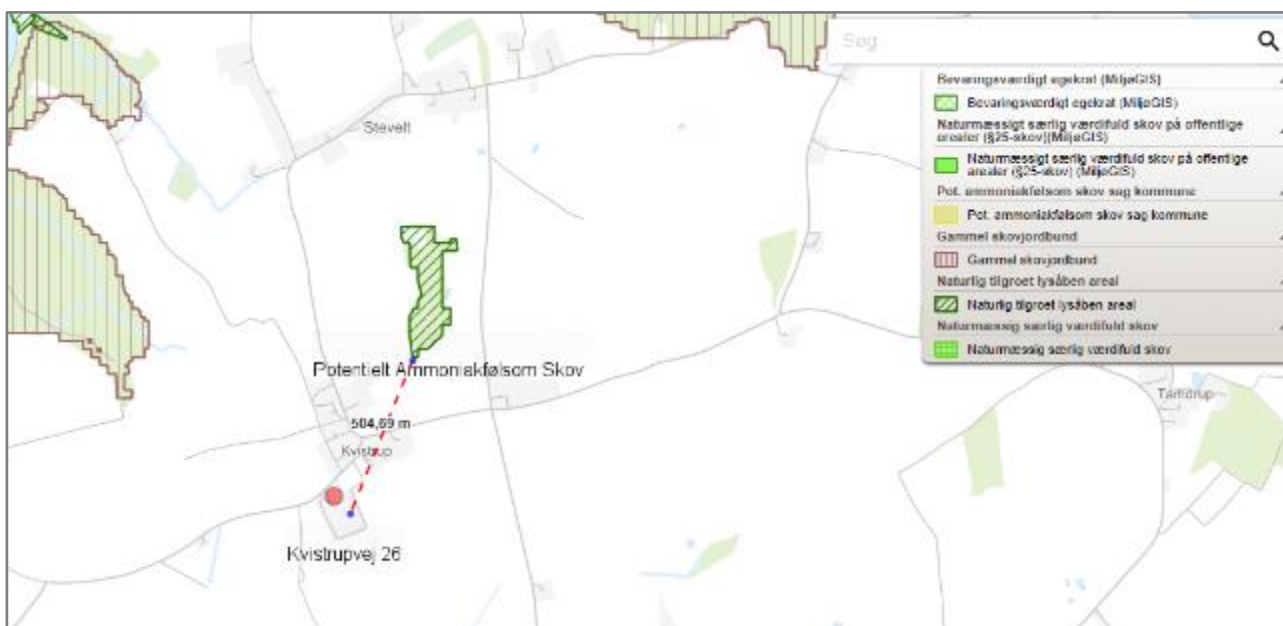 Søg
Bevaringsværdigt egekrat (MiljøGIS)
Bevaringsværdigt egekrat (MiljøGIS)
Naturmæssigt særlig værdifuld skov på offentlige
arealer (§25-skov)(MiljøGIS)
Naturmæssigt særlig værdifuld skov på offentlige
arealer (§25-skov) (MiljøGIS)
Pot. ammoniakfølsom skov sag kommune
Pot. ammoniakfølsom skov sag kommune
Gammel skovjordbund
Gammel skovjordbund
Naturlig tilgroet lysåben areal
Naturlig tilgroet lysåben areal
Naturmæssig særlig værdifuld skov
Naturmæssig særlig værdifuld skov
Stevelt
Potentielt Ammoniakfølsom Skov
Tamdrup
504,69 m
Kvistrup
Kvistrupvej 26